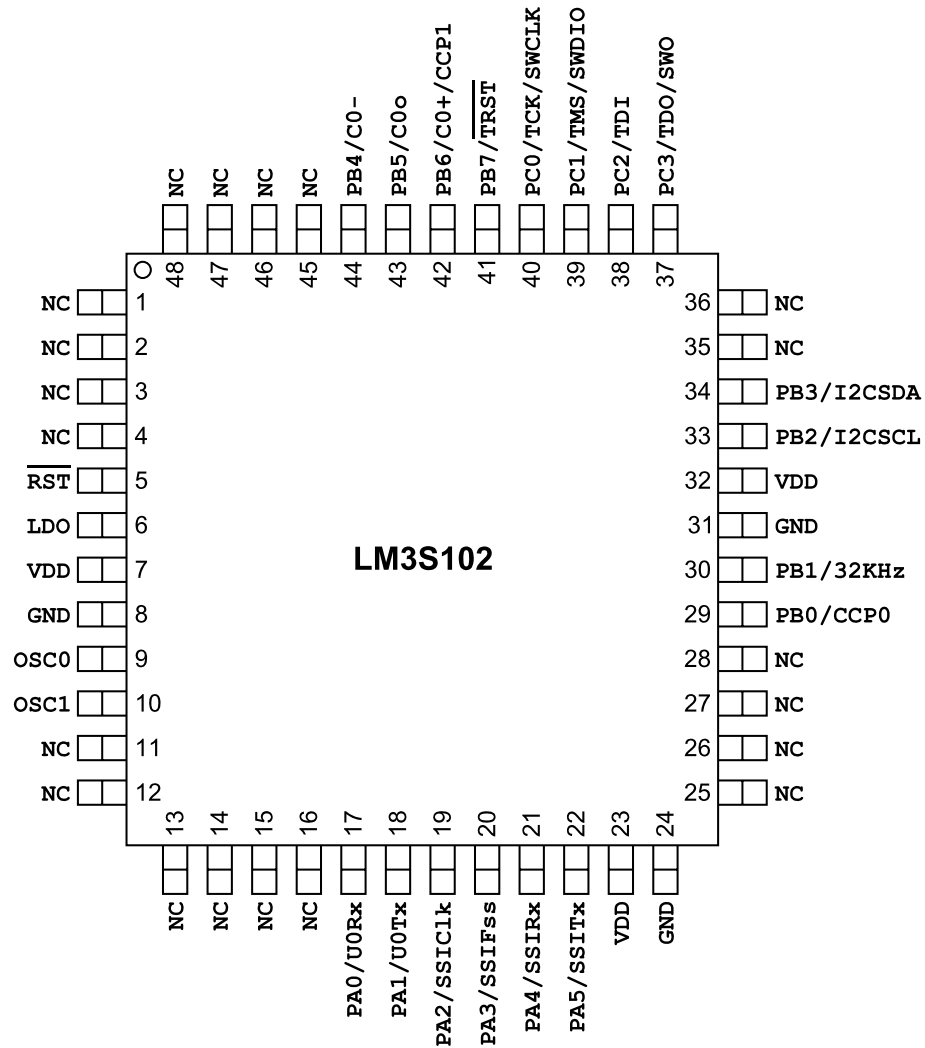 NC
NC
NC
NC
PB4/C0-
PB5/C0o
PB6/C0+/CCP1
PB7/TRST
PC0/TCK/SWCLK
PC1/TMS/SWDIO
PC2/TDI
PC3/TDO/SWO
48
47
46
45
44
43
42
41
40
39
38
37
NC 1
NC 2
NC 3
NC 4
RST 5
LDO 6
VDD 7
GND 8
OSC0 9
OSC1 10
NC 11
NC 12
LM3S102
36 NC
35 NC
34 PB3/I2CSDA
33 PB2/I2CSCL
32 VDD
31 GND
30 PB1/32KHz
29 PB0/CCP0
28 NC
27 NC
26 NC
25 NC
13
14
15
16
17
18
19
20
21
22
23
24
NC
NC
NC
NC
PA0/U0Rx
PA1/U0Tx
PA2/SSIClk
PA3/SSIFss
PA4/SSIRx
PA5/SSITx
VDD
GND